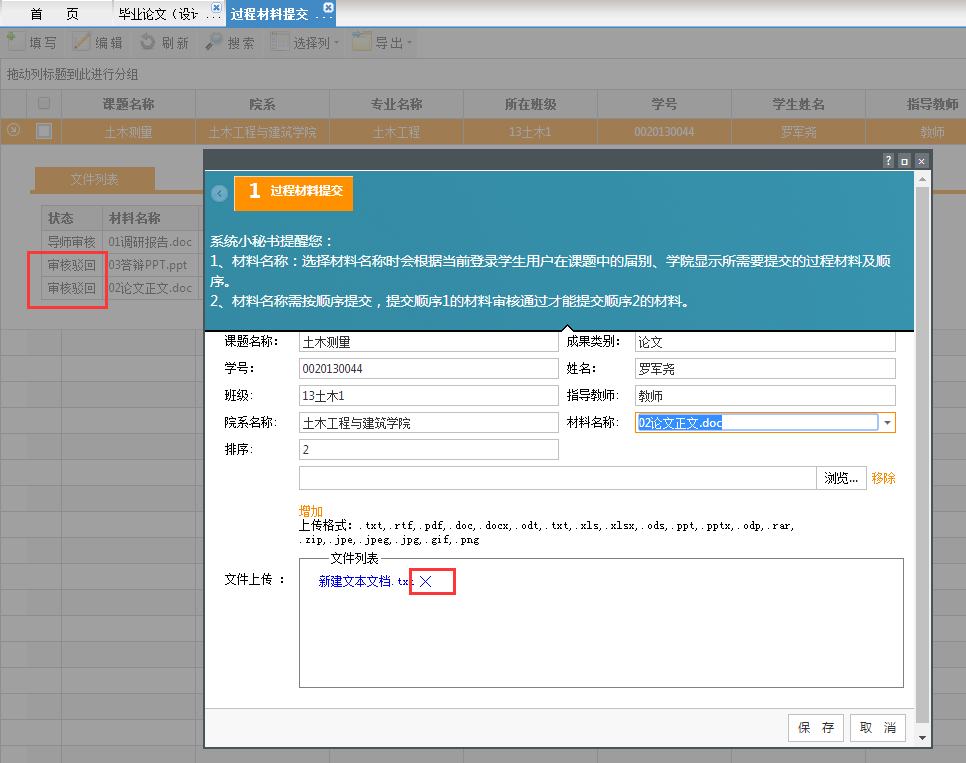 首 页 毕业论文（设计... 过程材料提交 ...
填写 编辑 刷新 搜索 选择列 导出
拖动列标题到此进行分组
课题名称 院系 专业名称 所在班级 学号 学生姓名 指导教师
土木测量 土木工程与建筑学院 土木工程 13土木1 0020130044 罗军尧 教师
文件列表
状态 材料名称
导师审核 01调研报告.doc
审核驳回 03答辩PPT.ppt
审核驳回 02论文正文.doc
1 过程材料提交
系统小秘书提醒您：
1、材料名称：选择材料名称时会根据当前登录学生用户在课题中的届别、学院显示所需要提交的过程材料及顺
序。
2、材料名称需按顺序提交，提交顺序1的材料审核通过才能提交顺序2的材料。
课题名称： 土木测量 成果类别： 论文
学号： 0020130044 姓名： 罗军尧
班级： 13土木1 指导教师： 教师
院系名称： 土木工程与建筑学院 材料名称： 02论文正文.doc
排序： 2
浏览... 移除
增加
上传格式：.txt,.rtf,.pdf,.doc,.docx,.odt,.txt,.xls,.xlsx,.ods,.ppt,.pptx,.odp,.rar,
.zip,.jpe,.jpeg,.jpg,.gif,.png
文件列表
文件上传： 新建文本文档.txt
保 存 取 消